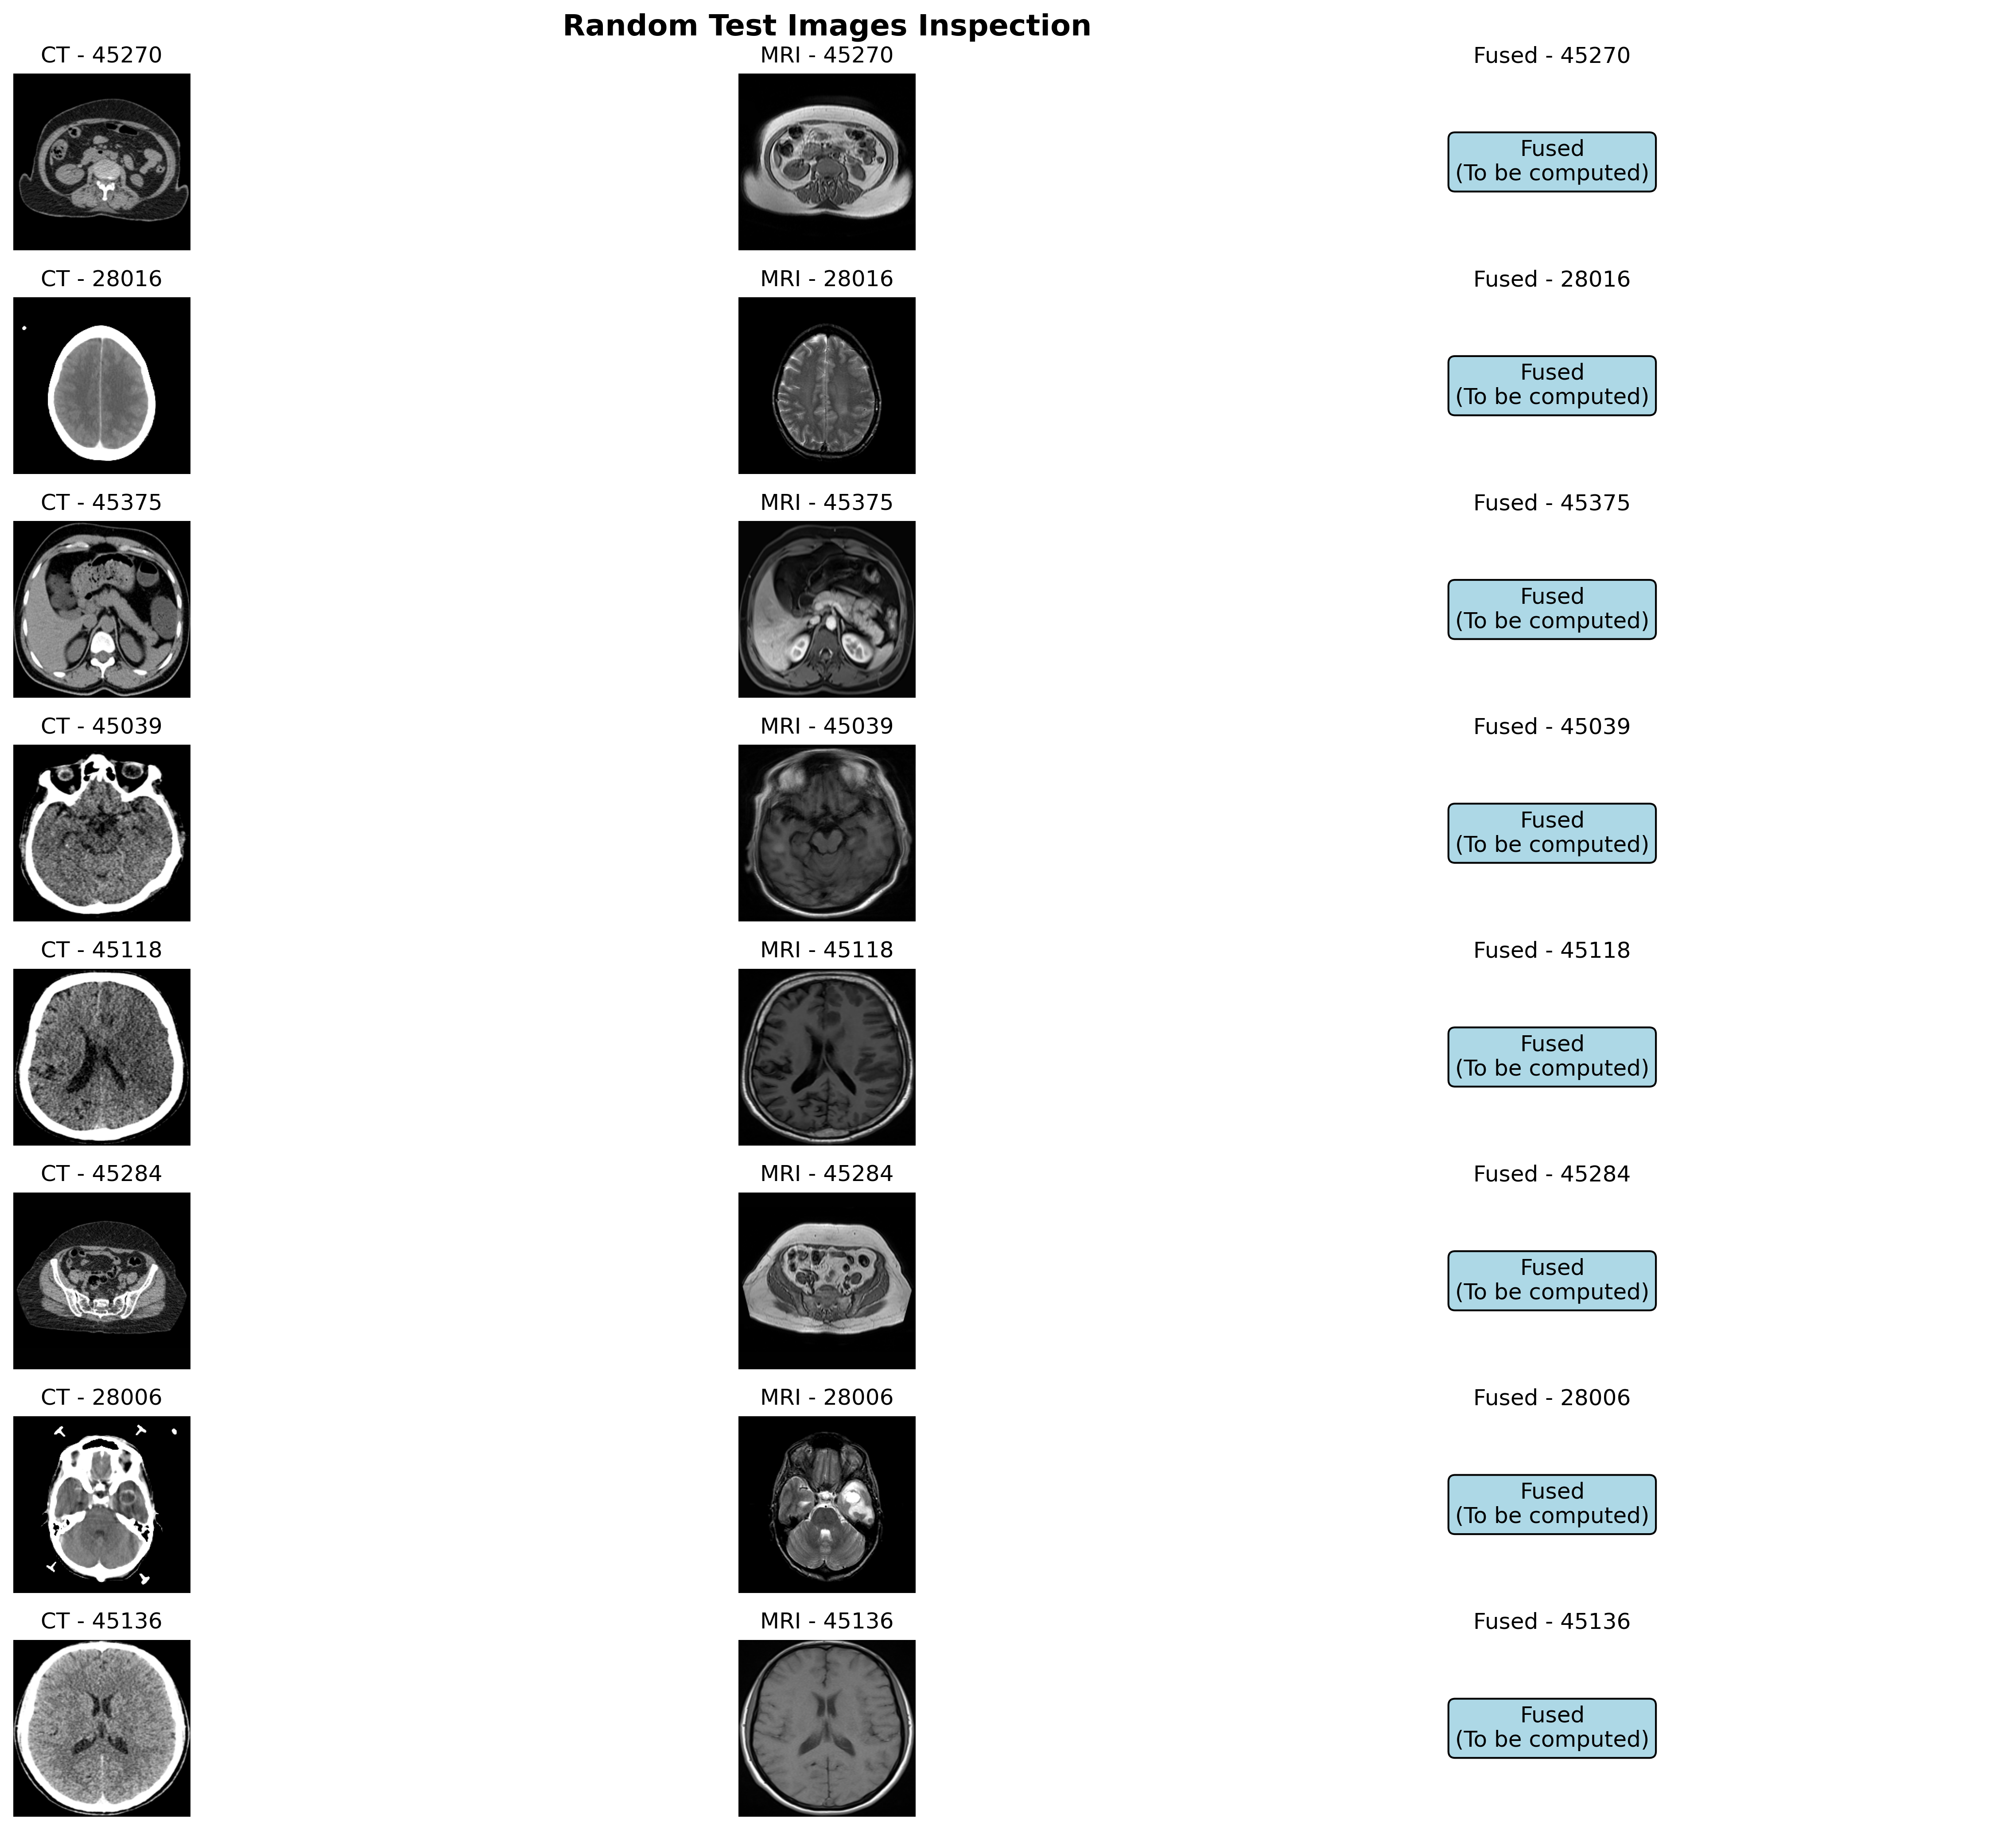 Random Test Images Inspection
CT - 45270
MRI - 45270
Fused - 45270
Fused
(To be computed)
CT - 28016
MRI - 28016
Fused - 28016
Fused
(To be computed)
CT - 45375
MRI - 45375
Fused - 45375
Fused
(To be computed)
CT - 45039
MRI - 45039
Fused - 45039
Fused
(To be computed)
CT - 45118
MRI - 45118
Fused - 45118
Fused
(To be computed)
CT - 45284
MRI - 45284
Fused - 45284
Fused
(To be computed)
CT - 28006
MRI - 28006
Fused - 28006
Fused
(To be computed)
CT - 45136
MRI - 45136
Fused - 45136
Fused
(To be computed)